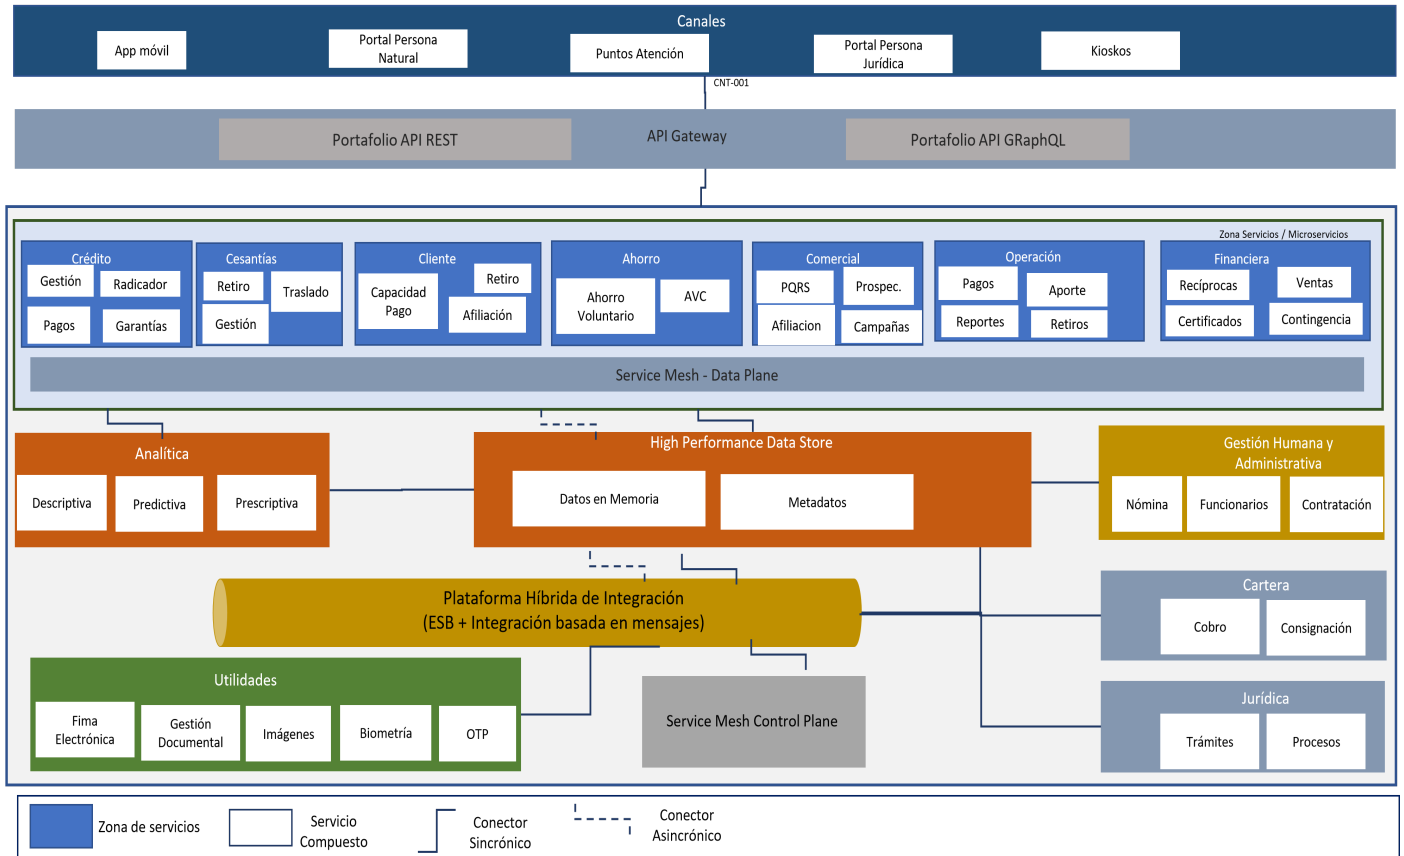 Canales
App móvil
Portal Persona
Natural
Puntos Atención
Portal Persona
Jurídica
Kioskos
CNT-001
Portafolio API REST
API Gateway
Portafolio API GRaphQL
Zona Servicios / Microservicios
Crédito
Gestión
Radicador
Pagos
Garantías
Cesantías
Retiro
Traslado
Gestión
Cliente
Capacidad
Pago
Retiro
Afiliación
Ahorro
Ahorro
Voluntario
AVC
Comercial
PQRS
Prospec.
Afiliacion
Campañas
Operación
Pagos
Aporte
Reportes
Retiros
Financiera
Recíprocas
Ventas
Certificados
Contingencia
Service Mesh - Data Plane
Analítica
Descriptiva
Predictiva
Prescriptiva
High Performance Data Store
Datos en Memoria
Metadatos
Gestión Humana y
Administrativa
Nómina
Funcionarios
Contratación
Plataforma Híbrida de Integración
(ESB + Integración basada en mensajes)
Cartera
Cobro
Consignación
Utilidades
Fima
Electrónica
Gestión
Documental
Imágenes
Biometría
OTP
Service Mesh Control Plane
Jurídica
Trámites
Procesos
Zona de servicios
Servicio
Compuesto
Conector
Sincrónico
Conector
Asincrónico